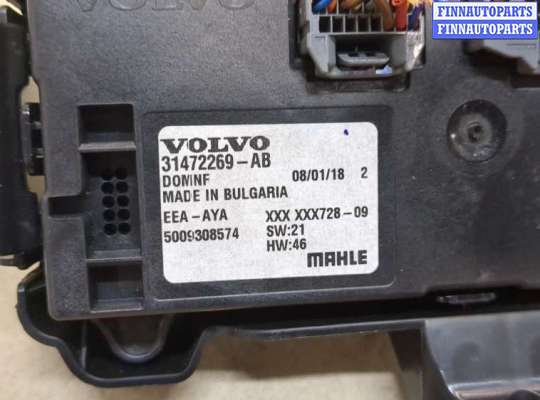 FINNAUTOPARTS
FINNAUTOPARTS
VOLVO
VOLVO
31472269-AB
DOMNF 08/01/18 2
MADE IN BULGARIA
EEA-AYA XXX XXX728-09
5009308574 SW:21
HW:46
MAHLE